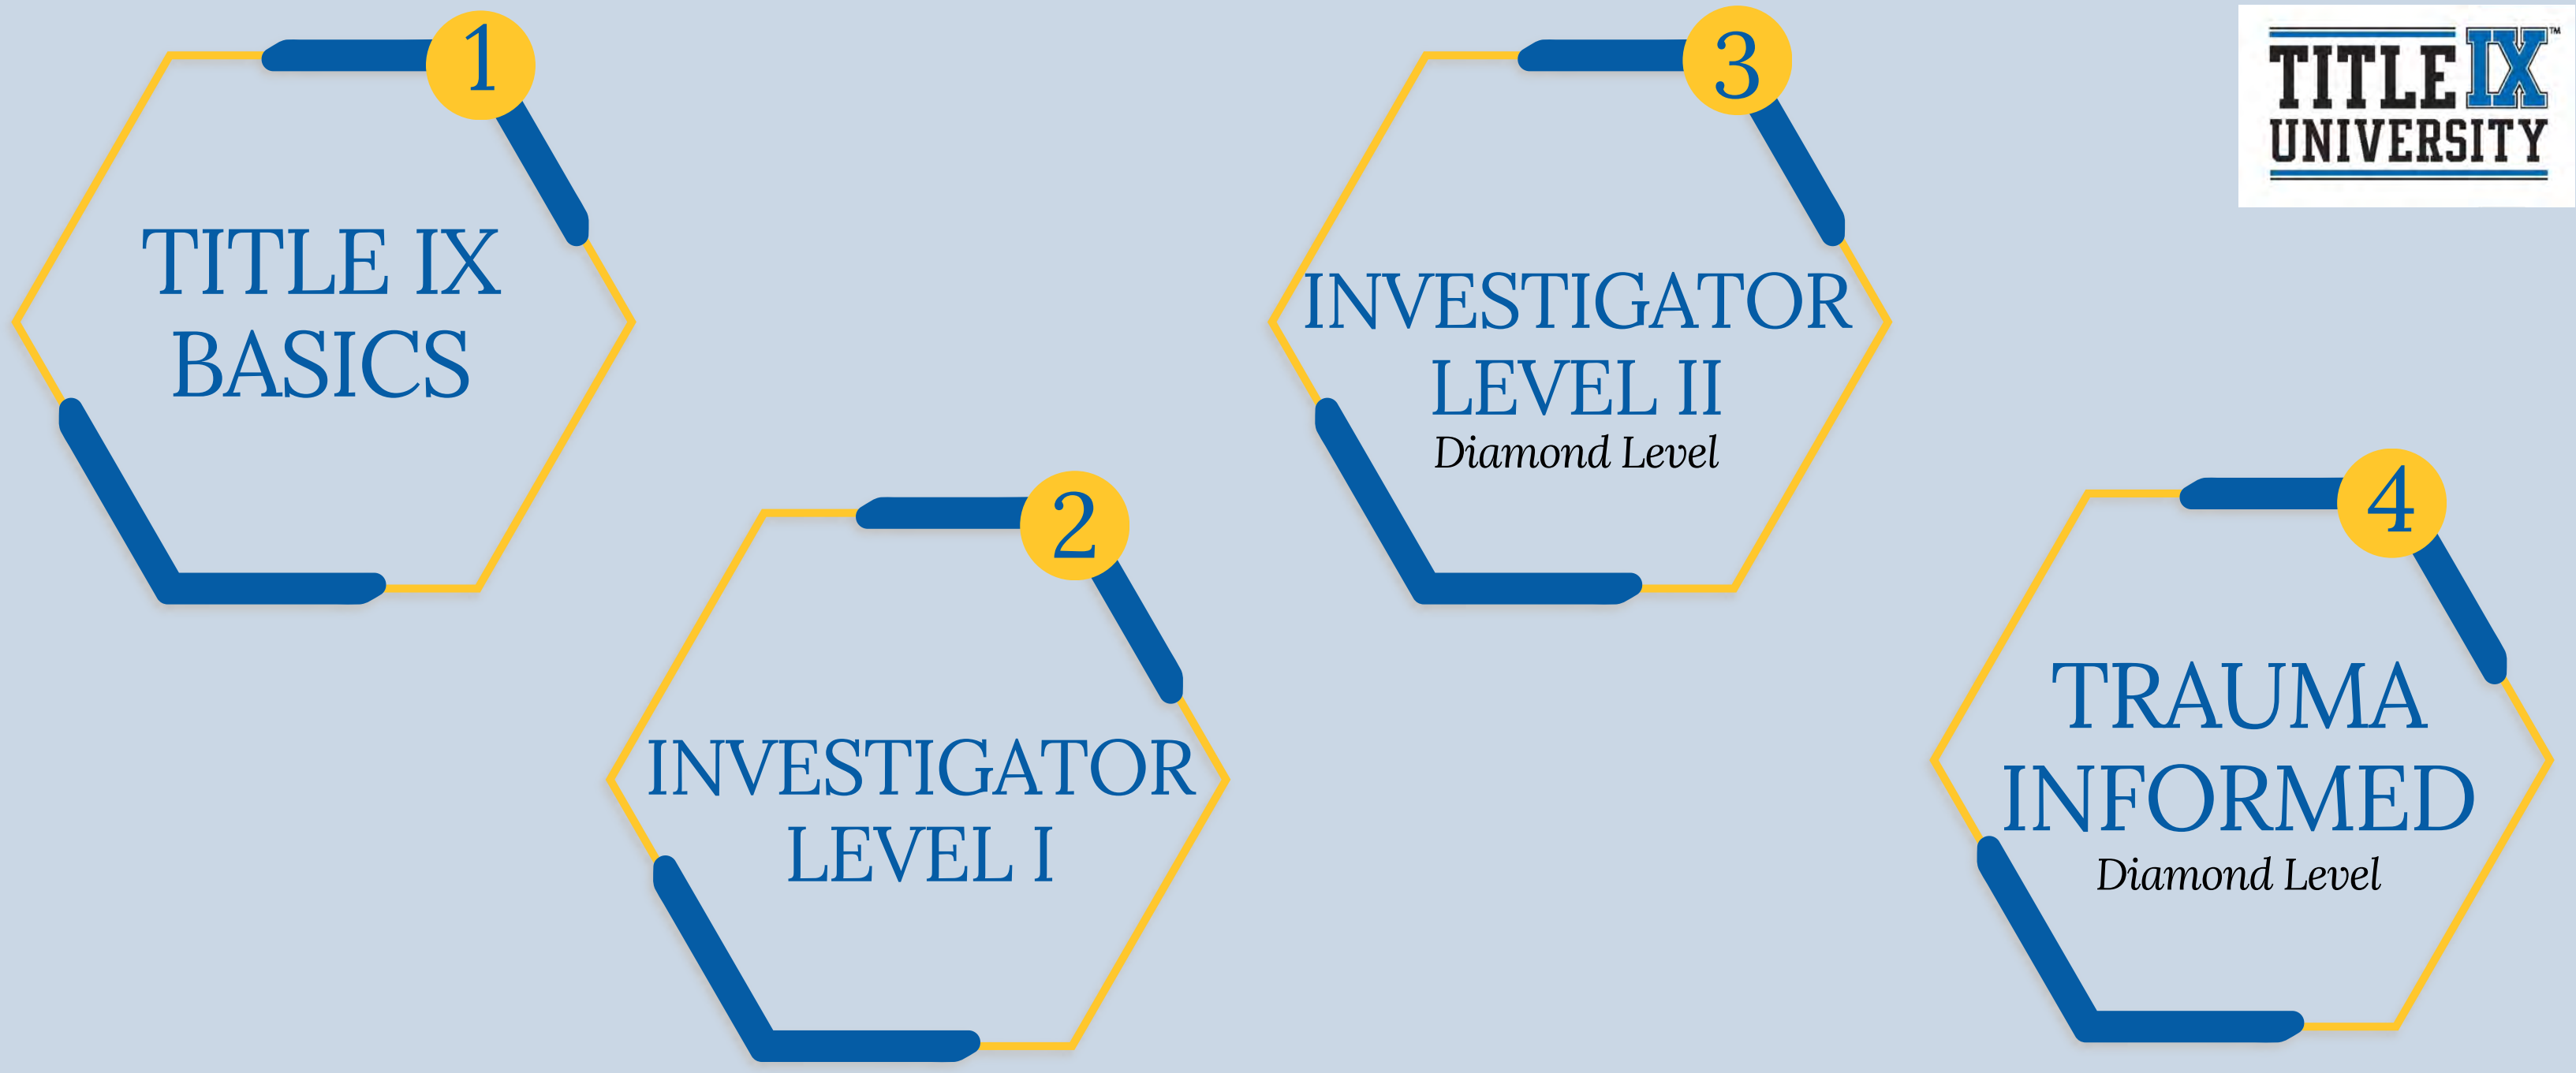 1
TITLE IX
BASICS
2
INVESTIGATOR
LEVEL I
3
INVESTIGATOR
LEVEL II
Diamond Level
4
TRAUMA
INFORMED
Diamond Level
TITLE IX™
UNIVERSITY